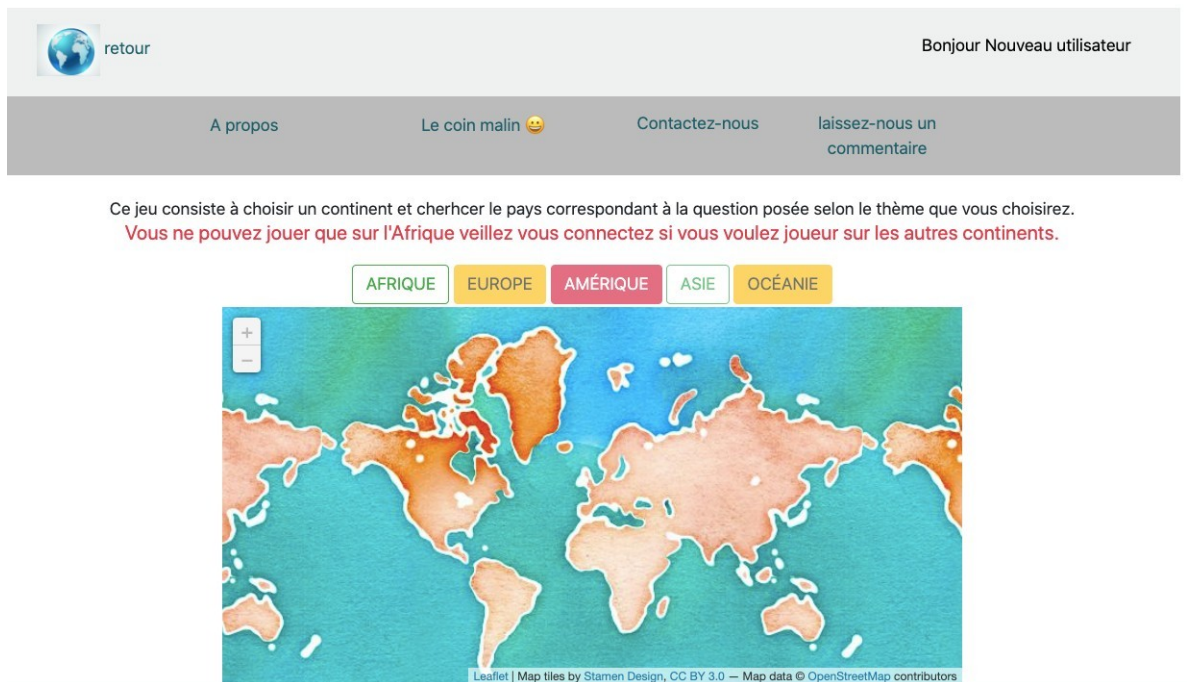 retour
Bonjour Nouveau utilisateur
A propos
Le coin malin 😀
Contactez-nous
laissez-nous un
commentaire
Ce jeu consiste à choisir un continent et cherhcer le pays correspondant à la question posée selon le thème que vous choisirez.
Vous ne pouvez jouer que sur l'Afrique veillez vous connectez si vous voulez joueur sur les autres continents.
AFRIQUE EUROPE AMÉRIQUE ASIE OCÉANIE
+
−
Leaflet | Map tiles by Stamen Design, CC BY 3.0 — Map data © OpenStreetMap contributors